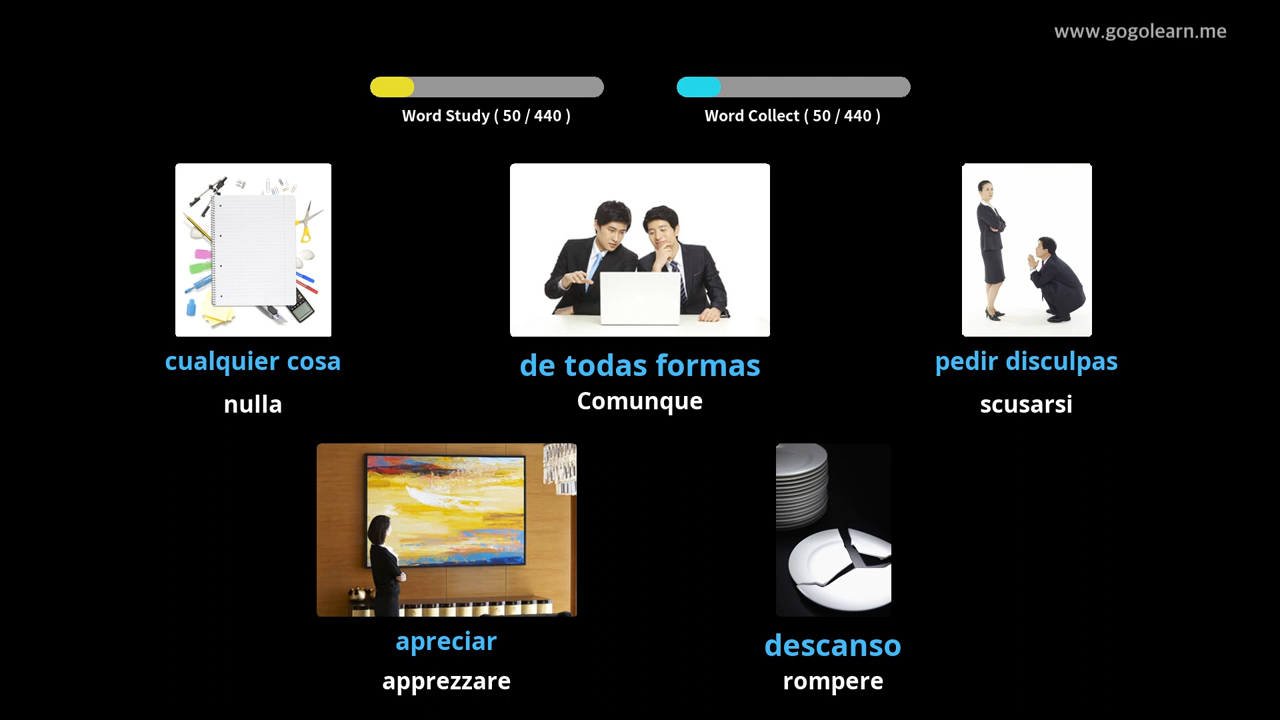 www.gogolearn.me
Word Study ( 50 / 440 )
Word Collect ( 50 / 440 )
cualquier cosa
nulla
de todas formas
Comunque
pedir disculpas
scusarsi
apreciar
apprezzare
descanso
rompere